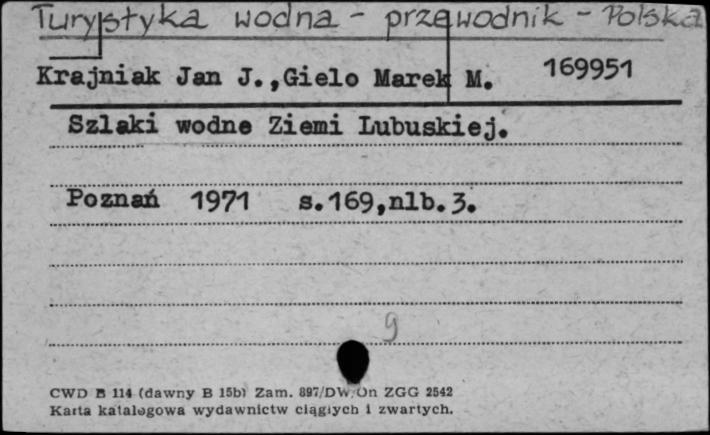 Turystyka wodna - przewodnik - Polska
Krajniak Jan J.,Gielo Marek M. 169951
Szlaki wodne Ziemi Lubuskiej.
Poznań 1971 s.169,nlb.3.
9
CWD B 114 (dawny B 15b) Zam. 897/DW/On ZGG 2542
Karta katalogowa wydawnictw ciągłych i zwartych.